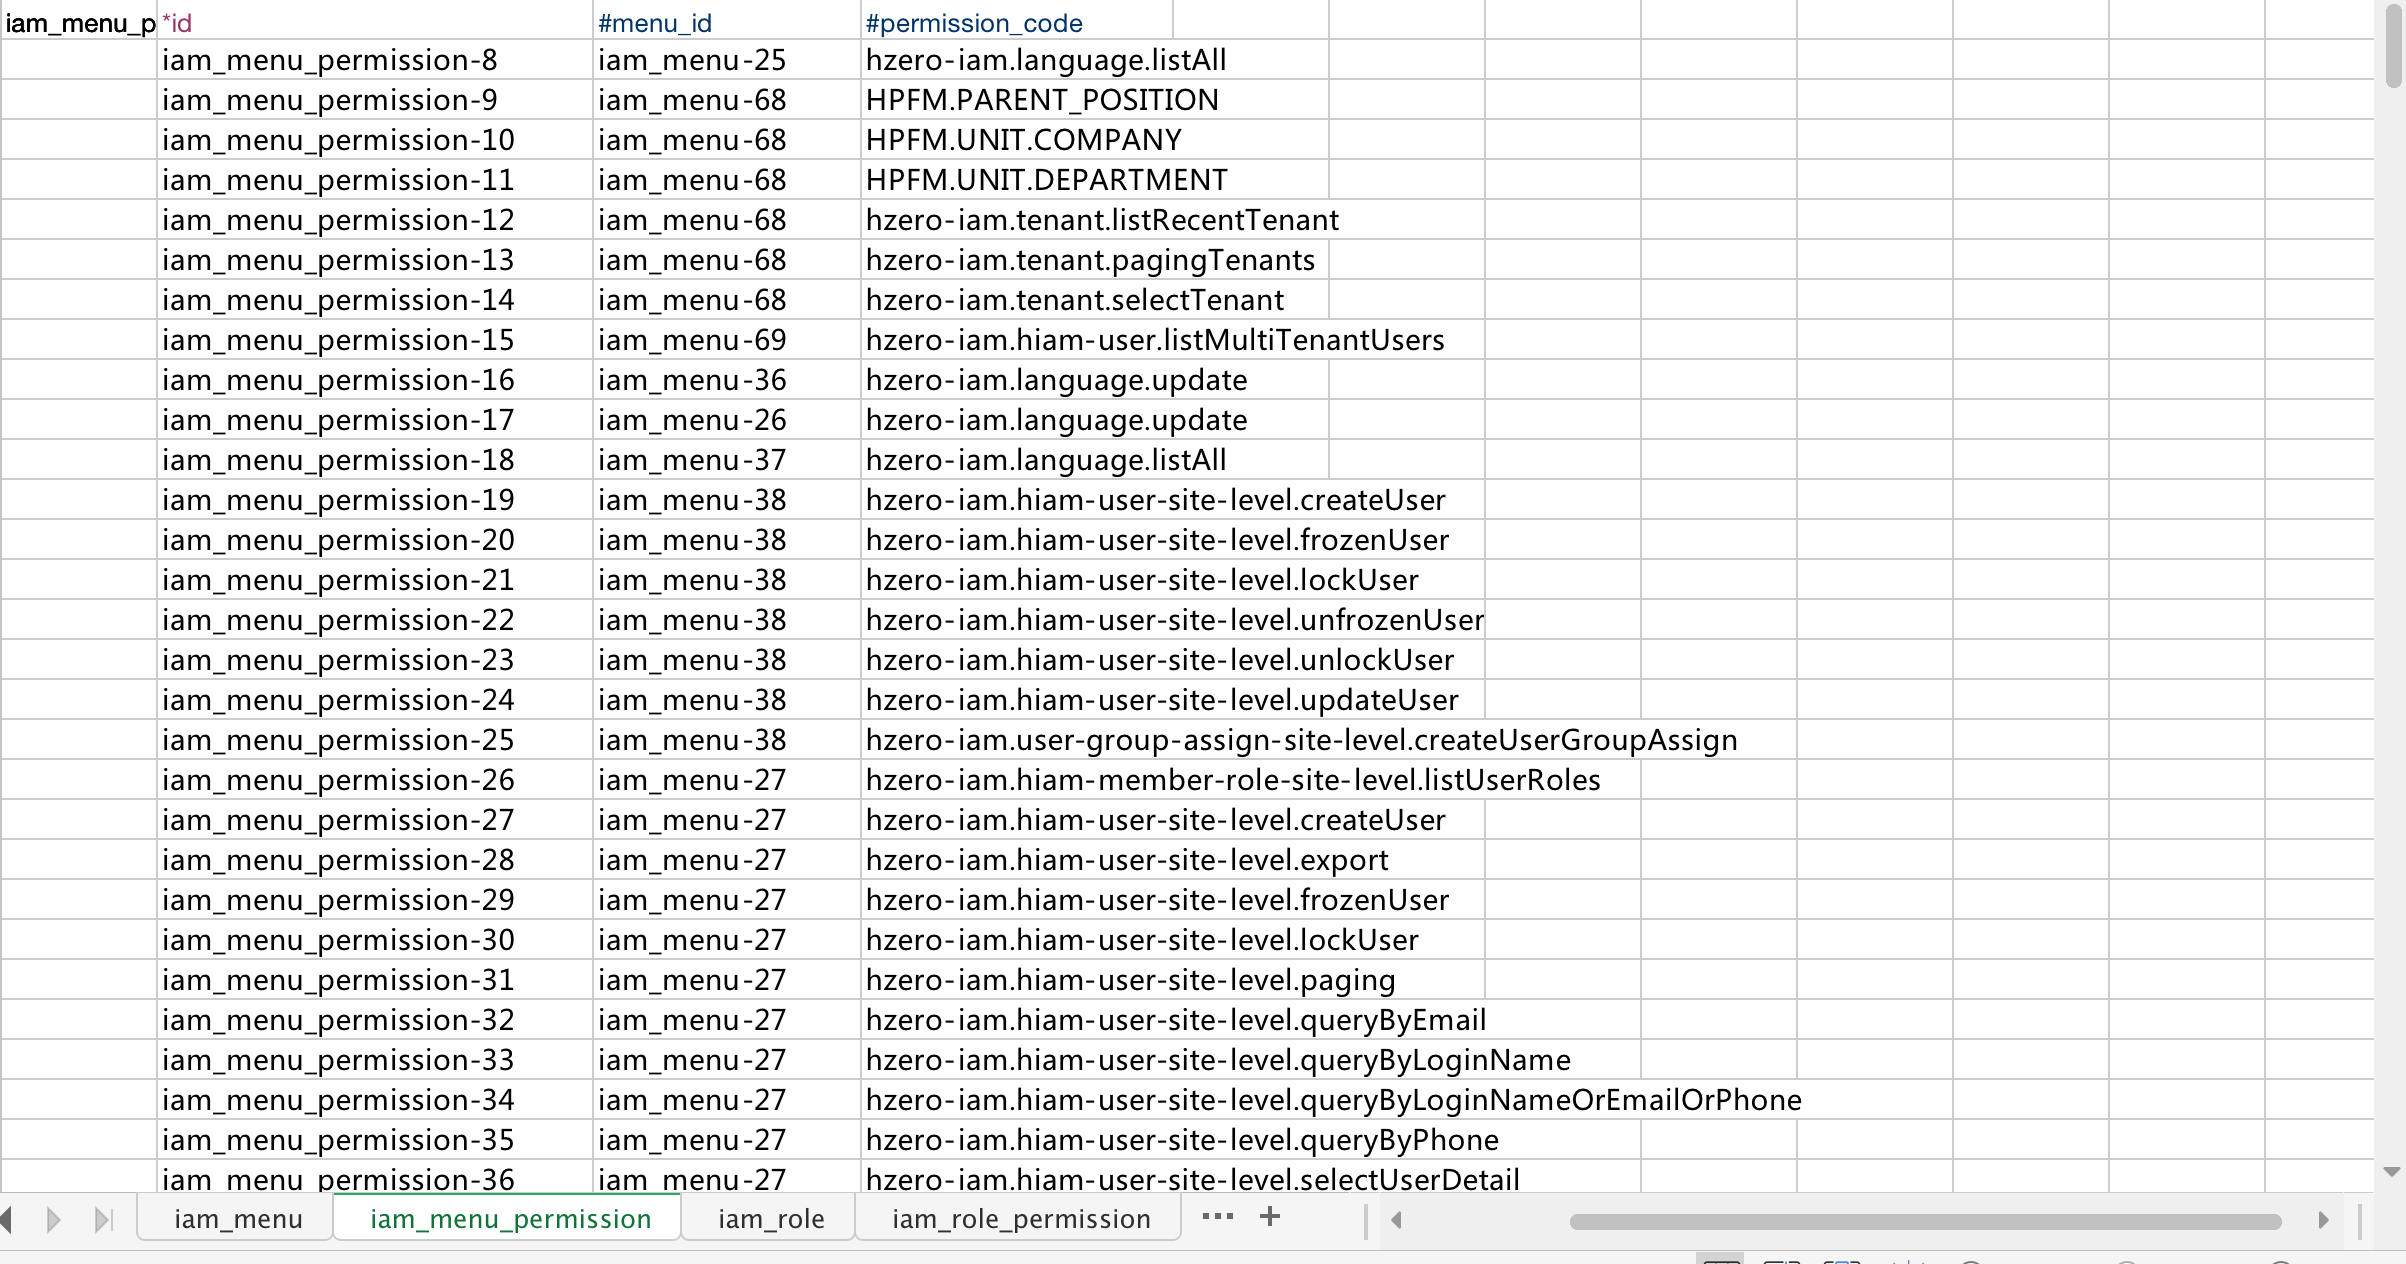 iam_menu_p *id #menu_id #permission_code
iam_menu_permission-8 iam_menu-25 hzero-iam.language.listAll
iam_menu_permission-9 iam_menu-68 HPFM.PARENT_POSITION
iam_menu_permission-10 iam_menu-68 HPFM.UNIT.COMPANY
iam_menu_permission-11 iam_menu-68 HPFM.UNIT.DEPARTMENT
iam_menu_permission-12 iam_menu-68 hzero-iam.tenant.listRecentTenant
iam_menu_permission-13 iam_menu-68 hzero-iam.tenant.pagingTenants
iam_menu_permission-14 iam_menu-68 hzero-iam.tenant.selectTenant
iam_menu_permission-15 iam_menu-69 hzero-iam.hiam-user.listMultiTenantUsers
iam_menu_permission-16 iam_menu-36 hzero-iam.language.update
iam_menu_permission-17 iam_menu-26 hzero-iam.language.update
iam_menu_permission-18 iam_menu-37 hzero-iam.language.listAll
iam_menu_permission-19 iam_menu-38 hzero-iam.hiam-user-site-level.createUser
iam_menu_permission-20 iam_menu-38 hzero-iam.hiam-user-site-level.frozenUser
iam_menu_permission-21 iam_menu-38 hzero-iam.hiam-user-site-level.lockUser
iam_menu_permission-22 iam_menu-38 hzero-iam.hiam-user-site-level.unfrozenUser
iam_menu_permission-23 iam_menu-38 hzero-iam.hiam-user-site-level.unlockUser
iam_menu_permission-24 iam_menu-38 hzero-iam.hiam-user-site-level.updateUser
iam_menu_permission-25 iam_menu-38 hzero-iam.user-group-assign-site-level.createUserGroupAssign
iam_menu_permission-26 iam_menu-27 hzero-iam.hiam-member-role-site-level.listUserRoles
iam_menu_permission-27 iam_menu-27 hzero-iam.hiam-user-site-level.createUser
iam_menu_permission-28 iam_menu-27 hzero-iam.hiam-user-site-level.export
iam_menu_permission-29 iam_menu-27 hzero-iam.hiam-user-site-level.frozenUser
iam_menu_permission-30 iam_menu-27 hzero-iam.hiam-user-site-level.lockUser
iam_menu_permission-31 iam_menu-27 hzero-iam.hiam-user-site-level.paging
iam_menu_permission-32 iam_menu-27 hzero-iam.hiam-user-site-level.queryByEmail
iam_menu_permission-33 iam_menu-27 hzero-iam.hiam-user-site-level.queryByLoginName
iam_menu_permission-34 iam_menu-27 hzero-iam.hiam-user-site-level.queryByLoginNameOrEmailOrPhone
iam_menu_permission-35 iam_menu-27 hzero-iam.hiam-user-site-level.queryByPhone
iam_menu_permission-36 iam_menu-27 hzero-iam.hiam-user-site-level.selectUserDetail
iam_menu iam_menu_permission iam_role iam_role_permission ... +